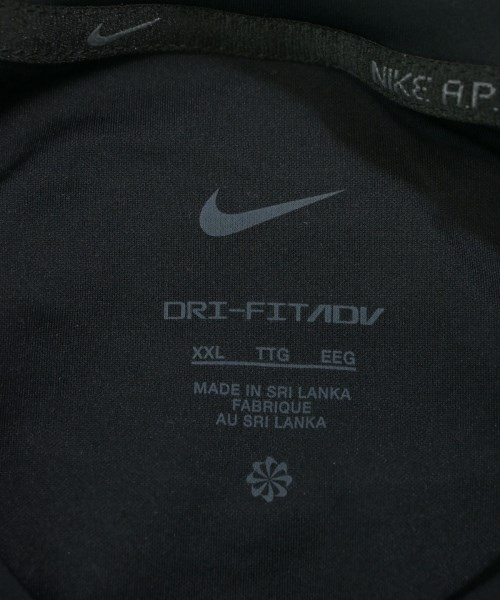 NIKE A.P.
DRI-FIT ADV
XXL TTG EEG
MADE IN SRI LANKA
FABRIQUE
AU SRI LANKA